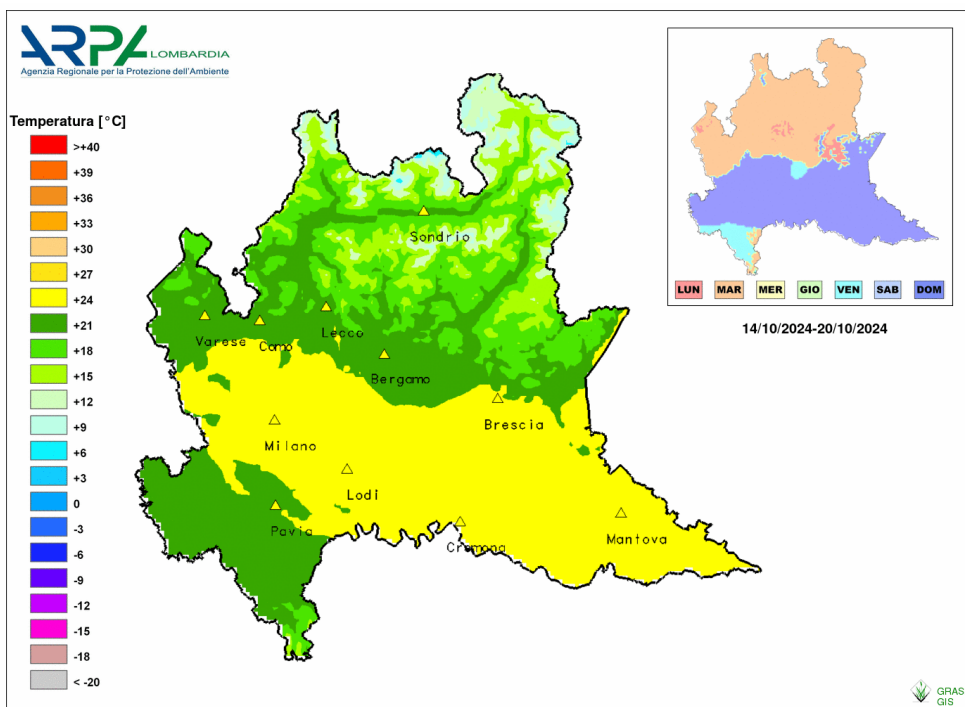 ARPA LOMBARDIA
Agenzia Regionale per la Protezione dell'Ambiente
Temperatura [°C]
>+40
+39
+36
+33
+30
+27
+24
+21
+18
+15
+12
+9
+6
+3
0
-3
-6
-9
-12
-15
-18
< -20
Sondrio
Varese
Como
Lecco
Bergamo
Brescia
Milano
Lodi
Pavia
Cremona
Mantova
LUN MAR MER GIO VEN SAB DOM
14/10/2024-20/10/2024
GRAS
GIS